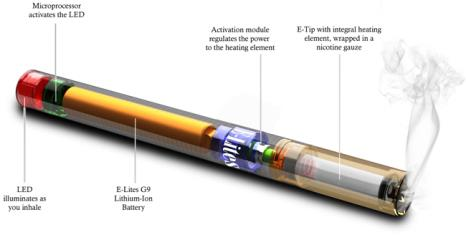 Microprocessor
activates the LED
Activation module
regulates the power
to the heating element
E-Tip with integral heating
element, wrapped in a
nicotine gauze
E-Lites
LED
illuminates as
you inhale
E-Lites G9
Lithium-Ion
Battery